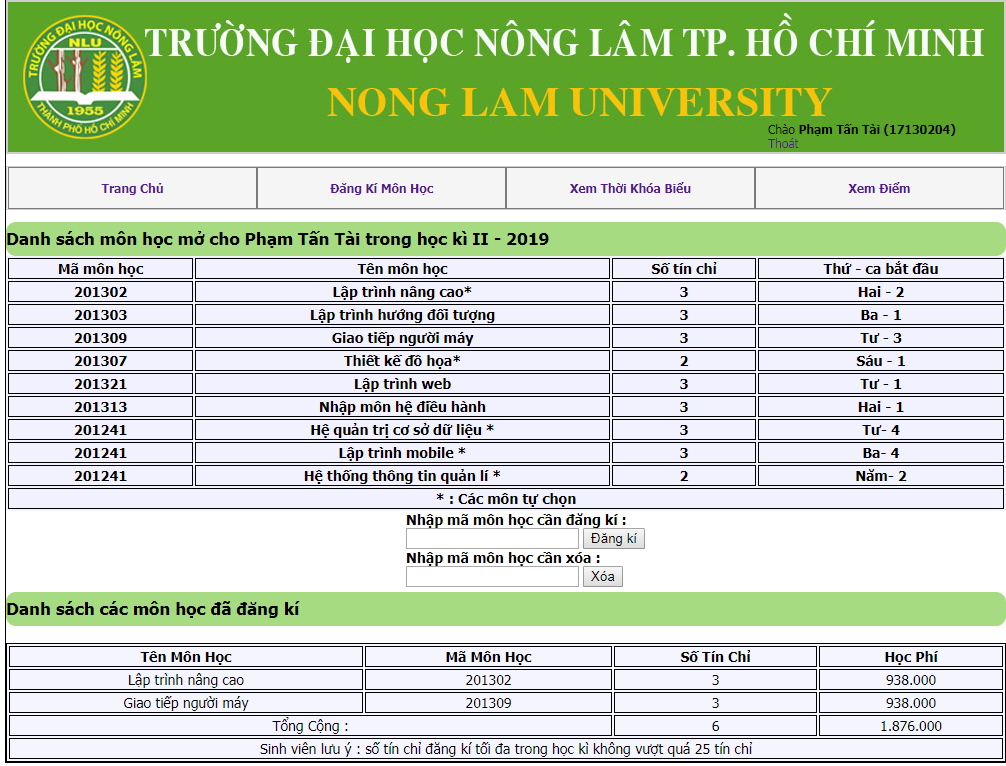 TRƯỜNG ĐẠI HỌC NÔNG LÂM
NLU
1955
THÀNH PHỐ HỒ CHÍ MINH
TRƯỜNG ĐẠI HỌC NÔNG LÂM TP. HỒ CHÍ MINH
NONG LAM UNIVERSITY
Chào Phạm Tấn Tài (17130204)
Thoát
Trang Chủ Đăng Kí Môn Học Xem Thời Khóa Biểu Xem Điểm
Danh sách môn học mở cho Phạm Tấn Tài trong học kì II - 2019
Mã môn học Tên môn học Số tín chỉ Thứ - ca bắt đầu
201302 Lập trình nâng cao* 3 Hai - 2
201303 Lập trình hướng đối tượng 3 Ba - 1
201309 Giao tiếp người máy 3 Tư - 3
201307 Thiết kế đồ họa* 2 Sáu - 1
201321 Lập trình web 3 Tư - 1
201313 Nhập môn hệ điều hành 3 Hai - 1
201241 Hệ quản trị cơ sở dữ liệu * 3 Tư- 4
201241 Lập trình mobile * 3 Ba- 4
201241 Hệ thống thông tin quản lí * 2 Năm- 2
* : Các môn tự chọn
Nhập mã môn học cần đăng kí :
Đăng kí
Nhập mã môn học cần xóa :
Xóa
Danh sách các môn học đã đăng kí
Tên Môn Học Mã Môn Học Số Tín Chỉ Học Phí
Lập trình nâng cao 201302 3 938.000
Giao tiếp người máy 201309 3 938.000
Tổng Cộng : 6 1.876.000
Sinh viên lưu ý : số tín chỉ đăng kí tối đa trong học kì không vượt quá 25 tín chỉ